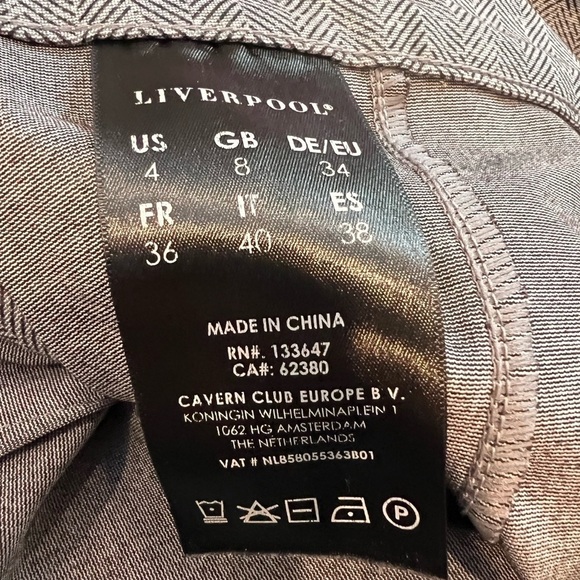 LIVERPOOL®
US GB DE/EU
4 8 34
FR IT ES
36 40 38
MADE IN CHINA
RN#. 133647
CA#: 62380
CAVERN CLUB EUROPE B V.
KONINGIN WILHELMINAPLEIN 1
1062 HG AMSTERDAM
THE NETHERLANDS
VAT # NL858055363B01
P